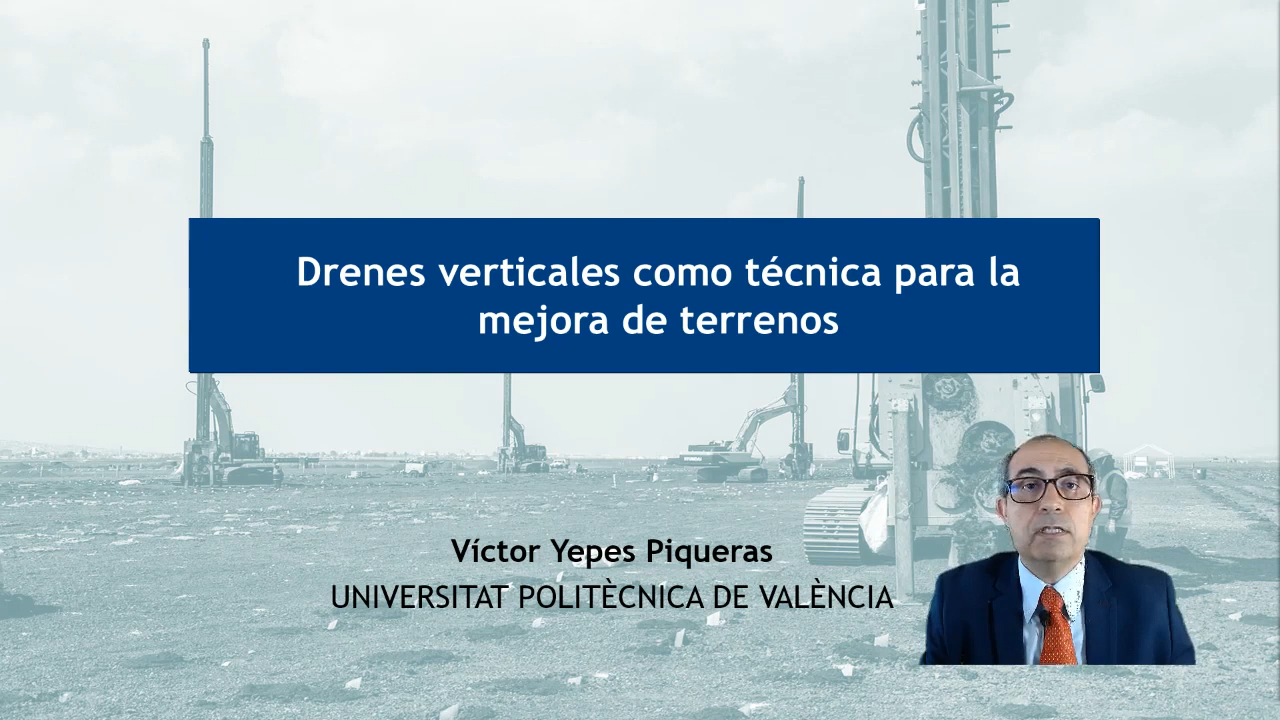 Drenes verticales como técnica para la
mejora de terrenos
Víctor Yepes Piqueras
UNIVERSITAT POLITÈCNICA DE VALÈNCIA